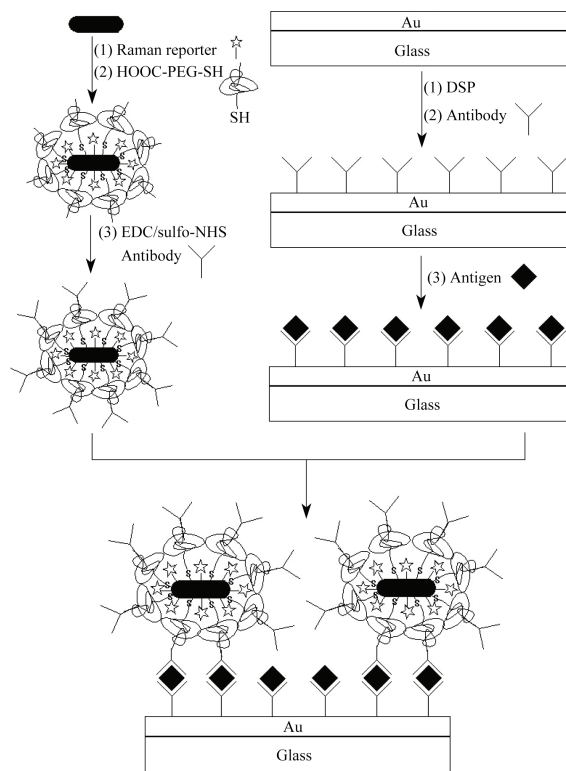 (1) Raman reporter
(2) HOOC-PEG-SH
SH
S S S S S S
(3) EDC/sulfo-NHS
Antibody
S S S S S S
Au
Glass
(1) DSP
(2) Antibody
Au
Glass
(3) Antigen
Au
Glass
S S S S S S
S S S S S S
Au
Glass